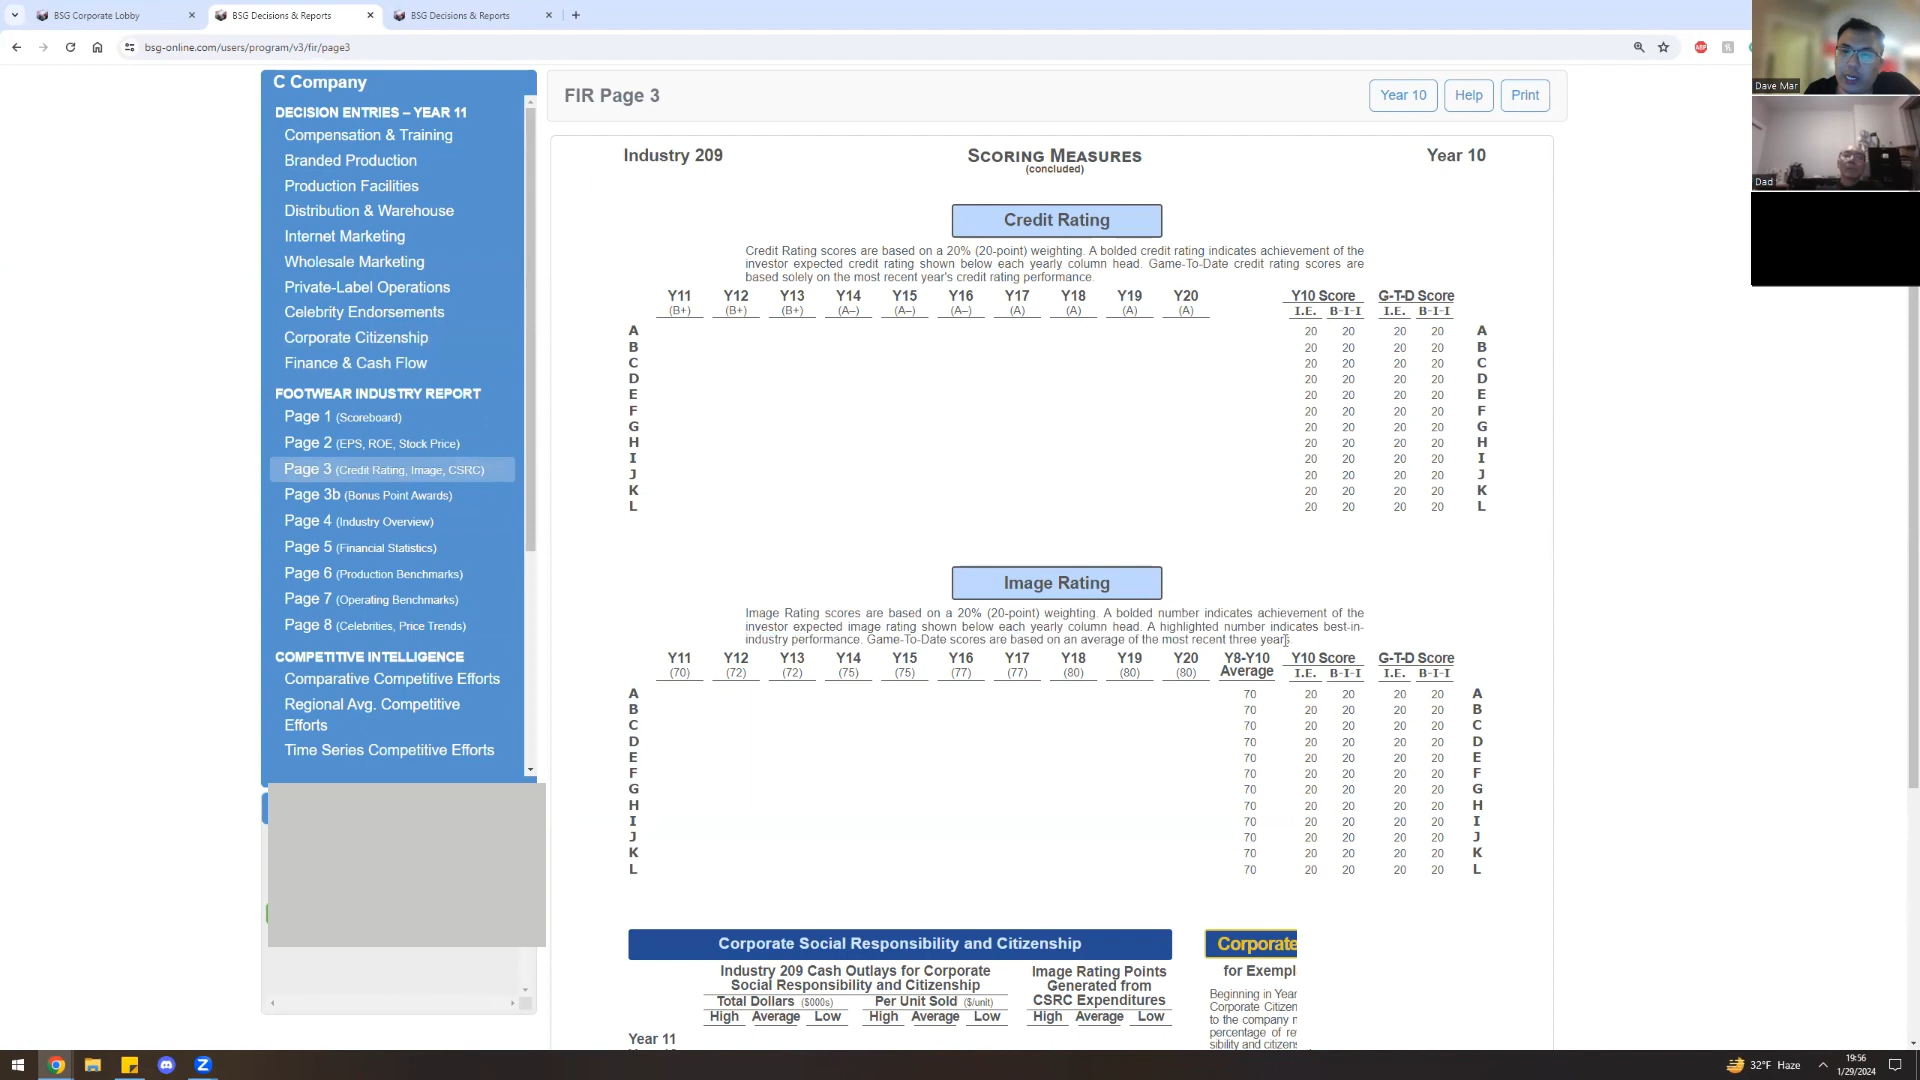 BSG Corporate Lobby
BSG Decisions & Reports
BSG Decisions & Reports
bsg-online.com/users/program/v3/fir/page3
ABP
Dave Mar
Dad
C Company
DECISION ENTRIES – YEAR 11
Compensation & Training
Branded Production
Production Facilities
Distribution & Warehouse
Internet Marketing
Wholesale Marketing
Private-Label Operations
Celebrity Endorsements
Corporate Citizenship
Finance & Cash Flow
FOOTWEAR INDUSTRY REPORT
Page 1 (Scoreboard)
Page 2 (EPS, ROE, Stock Price)
Page 3 (Credit Rating, Image, CSRC)
Page 3b (Bonus Point Awards)
Page 4 (Industry Overview)
Page 5 (Financial Statistics)
Page 6 (Production Benchmarks)
Page 7 (Operating Benchmarks)
Page 8 (Celebrities, Price Trends)
COMPETITIVE INTELLIGENCE
Comparative Competitive Efforts
Regional Avg. Competitive
Efforts
Time Series Competitive Efforts
FIR Page 3
Year 10 Help Print
Industry 209 SCORING MEASURES Year 10
(concluded)
Credit Rating
Credit Rating scores are based on a 20% (20-point) weighting. A bolded credit rating indicates achievement of the
investor expected credit rating shown below each yearly column head. Game-To-Date credit rating scores are
based solely on the most recent year's credit rating performance.
Y11 Y12 Y13 Y14 Y15 Y16 Y17 Y18 Y19 Y20 Y10 Score G-T-D Score
(B+) (B+) (B+) (A–) (A–) (A–) (A) (A) (A) (A) I.E. B-I-I I.E. B-I-I
A 20 20 20 20 A
B 20 20 20 20 B
C 20 20 20 20 C
D 20 20 20 20 D
E 20 20 20 20 E
F 20 20 20 20 F
G 20 20 20 20 G
H 20 20 20 20 H
I 20 20 20 20 I
J 20 20 20 20 J
K 20 20 20 20 K
L 20 20 20 20 L
Image Rating
Image Rating scores are based on a 20% (20-point) weighting. A bolded number indicates achievement of the
investor expected image rating shown below each yearly column head. A highlighted number indicates best-in-
industry performance. Game-To-Date scores are based on an average of the most recent three years.
Y11 Y12 Y13 Y14 Y15 Y16 Y17 Y18 Y19 Y20 Y8-Y10 Y10 Score G-T-D Score
(70) (72) (72) (75) (75) (77) (77) (80) (80) (80) Average I.E. B-I-I I.E. B-I-I
A 70 20 20 20 20 A
B 70 20 20 20 20 B
C 70 20 20 20 20 C
D 70 20 20 20 20 D
E 70 20 20 20 20 E
F 70 20 20 20 20 F
G 70 20 20 20 20 G
H 70 20 20 20 20 H
I 70 20 20 20 20 I
J 70 20 20 20 20 J
K 70 20 20 20 20 K
L 70 20 20 20 20 L
Corporate Social Responsibility and Citizenship
Industry 209 Cash Outlays for Corporate
Social Responsibility and Citizenship
Total Dollars ($000s) Per Unit Sold ($/unit)
High Average Low High Average Low
Image Rating Points
Generated from
CSRC Expenditures
High Average Low
Year 11
Corporate
for Exempl
Beginning in Year
Corporate Citizen
to the company
percentage of re
sibility and citizens
32°F Haze
19:56
1/29/2024